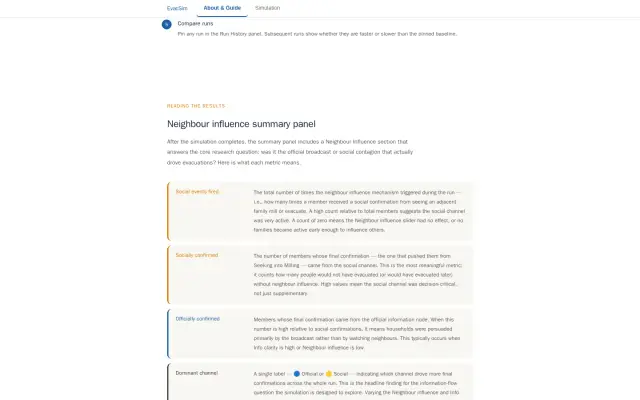 EvacSim About & Guide Simulation
Compare runs
Pin any run in the Run History panel. Subsequent runs show whether they are faster or slower than the pinned baseline.
READING THE RESULTS
Neighbour influence summary panel
After the simulation completes, the summary panel includes a Neighbour Influence section that
answers the core research question: was it the official broadcast or social contagion that actually
drove evacuations? Here is what each metric means.
Social events fired
The total number of times the neighbour influence mechanism triggered during the run —
i.e., how many times a member received a social confirmation from seeing an adjacent
family mill or evacuate. A high count relative to total members suggests the social channel
was very active. A count of zero means the Neighbour Influence slider had no effect, or no
families became active early enough to influence others.
Socially confirmed
The number of members whose final confirmation — the one that pushed them from
Seeking into Milling — came from the social channel. This is the most meaningful metric:
it counts how many people would not have evacuated (or would have evacuated later)
without neighbour influence. High values mean the social channel was decision-critical,
not just supplementary.
Officially confirmed
Members whose final confirmation came from the official information node. When this
number is high relative to social confirmations, it means households were persuaded
primarily by the broadcast rather than by watching neighbours. This typically occurs when
Info clarity is high or Neighbour influence is low.
Dominant channel
A single label — Official or Social — indicating which channel drove more final
confirmations across the whole run. This is the headline finding for the information-flow
question the simulation is designed to explore. Varying the Neighbour influence and Info